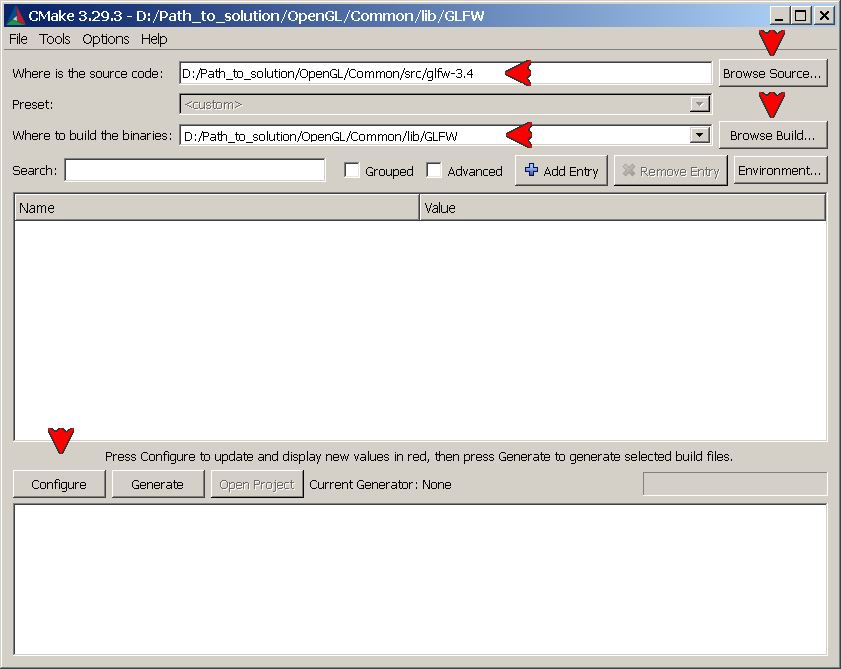 CMake 3.29.3 - D:/Path_to_solution/OpenGL/Common/lib/GLFW
File Tools Options Help
Where is the source code: D:/Path_to_solution/OpenGL/Common/src/glfw-3.4 Browse Source...
Preset: <custom>
Where to build the binaries: D:/Path_to_solution/OpenGL/Common/lib/GLFW Browse Build...
Search: Grouped Advanced Add Entry Remove Entry Environment...
Name Value
Press Configure to update and display new values in red, then press Generate to generate selected build files.
Configure Generate Open Project Current Generator: None